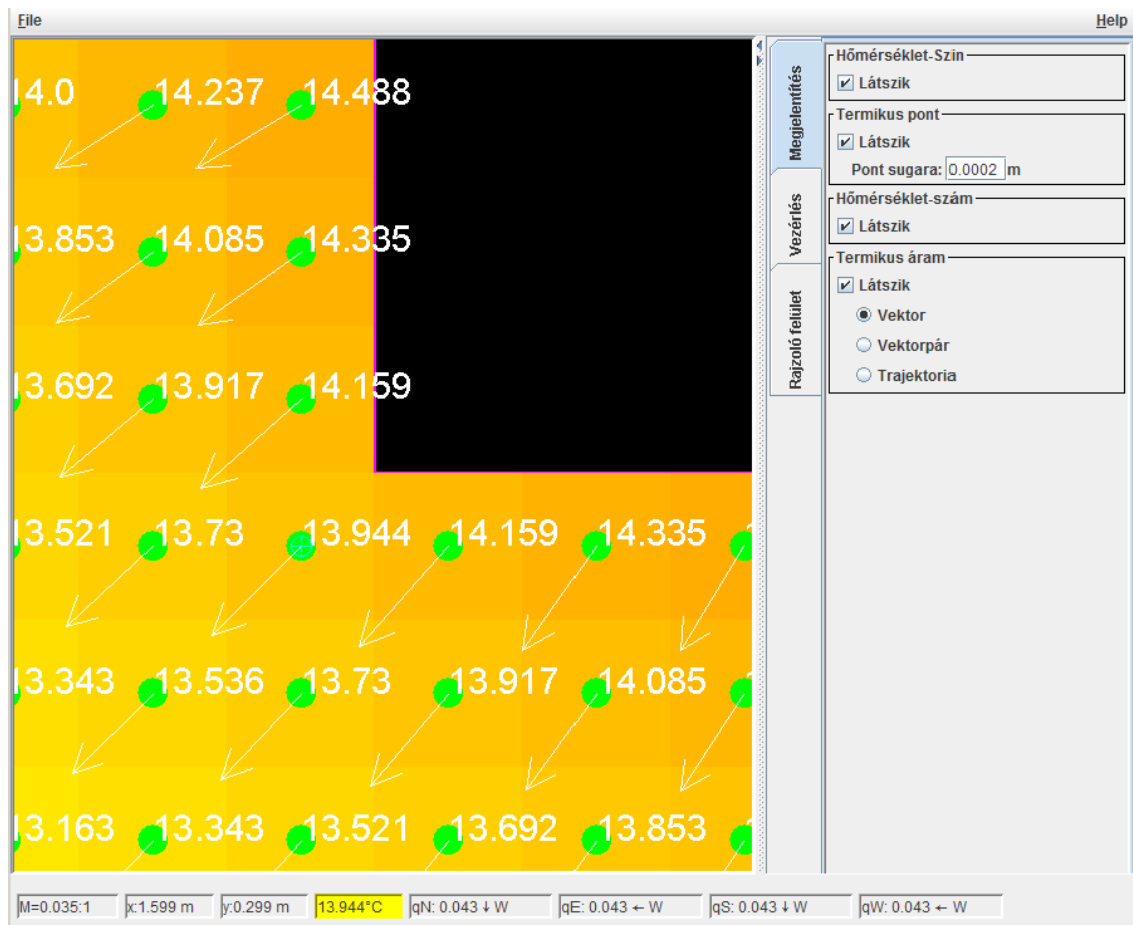 File Help
14.0 14.237 14.488
13.853 14.085 14.335
13.692 13.917 14.159
13.521 13.73 13.944 14.159 14.335
13.343 13.536 13.73 13.917 14.085
13.163 13.343 13.521 13.692 13.853
Megjelentítés
Vezérlés
Rajzoló felület
Hőmérséklet-Szin
Látszik
Termikus pont
Látszik
Pont sugara: 0.0002 m
Hőmérséklet-szám
Látszik
Termikus áram
Látszik
Vektor
Vektorpár
Trajektoria
M=0.035:1 x:1.599 m y:0.299 m 13.944°C qN: 0.043 ↓ W qE: 0.043 ← W qS: 0.043 ↓ W qW: 0.043 ← W